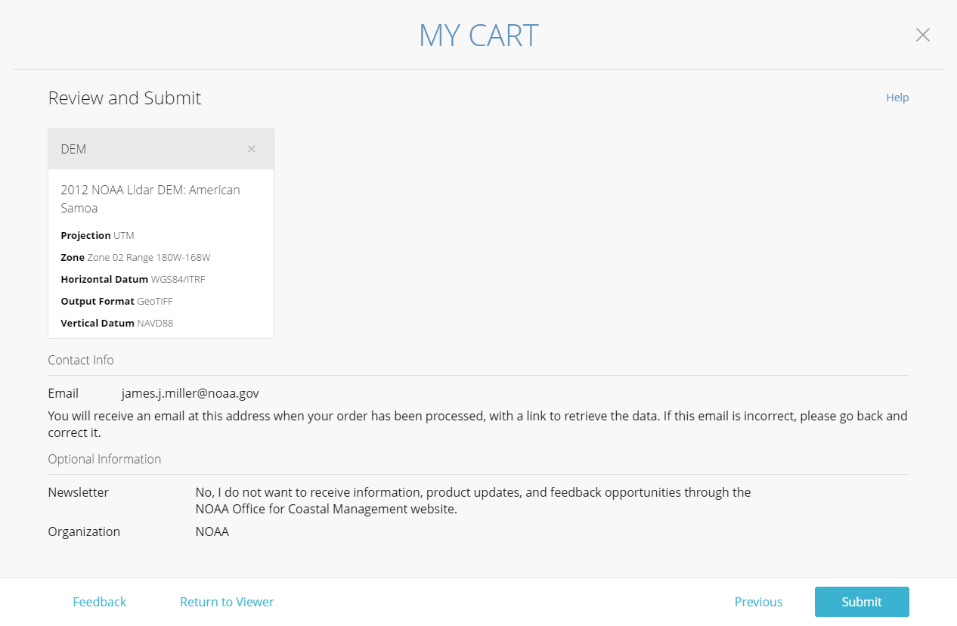 MY CART
Review and Submit
Help
DEM
2012 NOAA Lidar DEM: American
Samoa
Projection UTM
Zone Zone 02 Range 180W-168W
Horizontal Datum WGS84/ITRF
Output Format GeoTIFF
Vertical Datum NAVD88
Contact Info
Email james.j.miller@noaa.gov
You will receive an email at this address when your order has been processed, with a link to retrieve the data. If this email is incorrect, please go back and
correct it.
Optional Information
Newsletter No, I do not want to receive information, product updates, and feedback opportunities through the
NOAA Office for Coastal Management website.
Organization NOAA
Feedback Return to Viewer Previous Submit